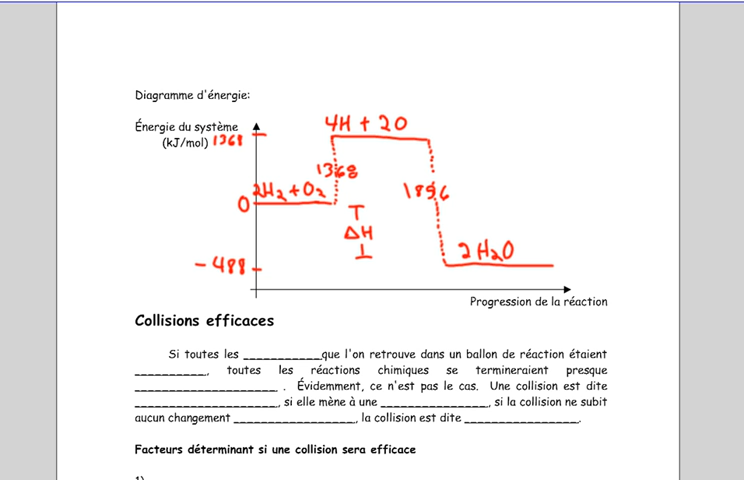 Diagramme d'énergie:
Énergie du système
(kJ/mol) 1368
4H + 2O
1368
2H₂ + O₂
1856
0
ΔH
- 488
2H₂O
Progression de la réaction
Collisions efficaces
Si toutes les ___________que l'on retrouve dans un ballon de réaction étaient
__________, toutes les réactions chimiques se termineraient presque
____________________ . Évidemment, ce n'est pas le cas. Une collision est dite
____________________, si elle mène à une _______________, si la collision ne subit
aucun changement _________________, la collision est dite ________________.
Facteurs déterminant si une collision sera efficace